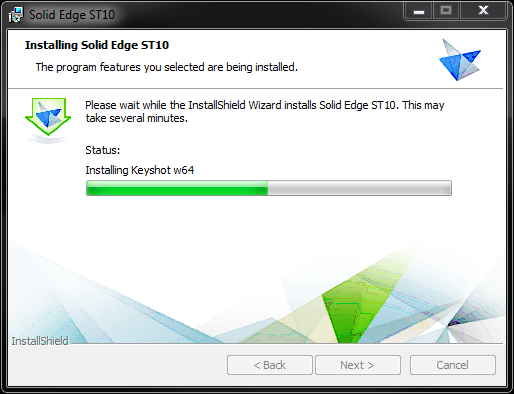 Solid Edge ST10
Installing Solid Edge ST10
The program features you selected are being installed.
Please wait while the InstallShield Wizard installs Solid Edge ST10. This may
take several minutes.
Status:
Installing Keyshot w64
InstallShield
< Back
Next >
Cancel